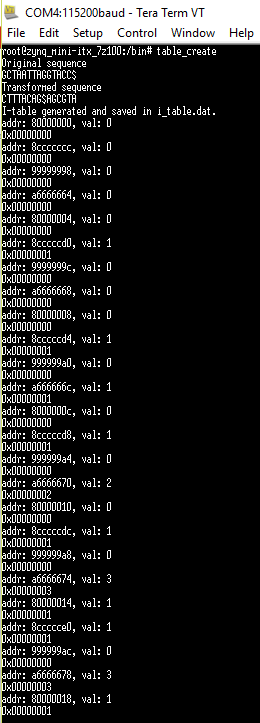 COM4:115200baud - Tera Term VT
File Edit Setup Control Window Help
root@zynq_mini-itx_7z100:/bin# table_create
Original sequence
GCTAATTAGGTACC$
Transformed sequence
CTTTACAG$AGCGTA
I-table generated and saved in i_table.dat.
addr: 80000000, val: 0
0x00000000
addr: 8ccccccc, val: 0
0x00000000
addr: 99999998, val: 0
0x00000000
addr: a6666664, val: 0
0x00000000
addr: 80000004, val: 0
0x00000000
addr: 8cccccd0, val: 1
0x00000001
addr: 9999999c, val: 0
0x00000000
addr: a6666668, val: 0
0x00000000
addr: 80000008, val: 0
0x00000000
addr: 8cccccd4, val: 1
0x00000001
addr: 999999a0, val: 0
0x00000000
addr: a666666c, val: 1
0x00000001
addr: 8000000c, val: 0
0x00000000
addr: 8cccccd8, val: 1
0x00000001
addr: 999999a4, val: 0
0x00000000
addr: a6666670, val: 2
0x00000002
addr: 80000010, val: 0
0x00000000
addr: 8cccccdc, val: 1
0x00000001
addr: 999999a8, val: 0
0x00000000
addr: a6666674, val: 3
0x00000003
addr: 80000014, val: 1
0x00000001
addr: 8ccccce0, val: 1
0x00000001
addr: 999999ac, val: 0
0x00000000
addr: a6666678, val: 3
0x00000003
addr: 80000018, val: 1
0x00000001